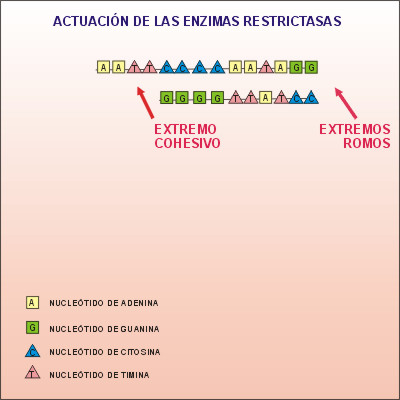 ACTUACIÓN DE LAS ENZIMAS RESTRICTASAS
A A T T C C C C A A T A G G
G G G G T T A T C C
EXTREMO
COHESIVO
EXTREMOS
ROMOS
A NUCLEÓTIDO DE ADENINA
G NUCLEÓTIDO DE GUANINA
C NUCLEÓTIDO DE CITOSINA
T NUCLEÓTIDO DE TIMINA